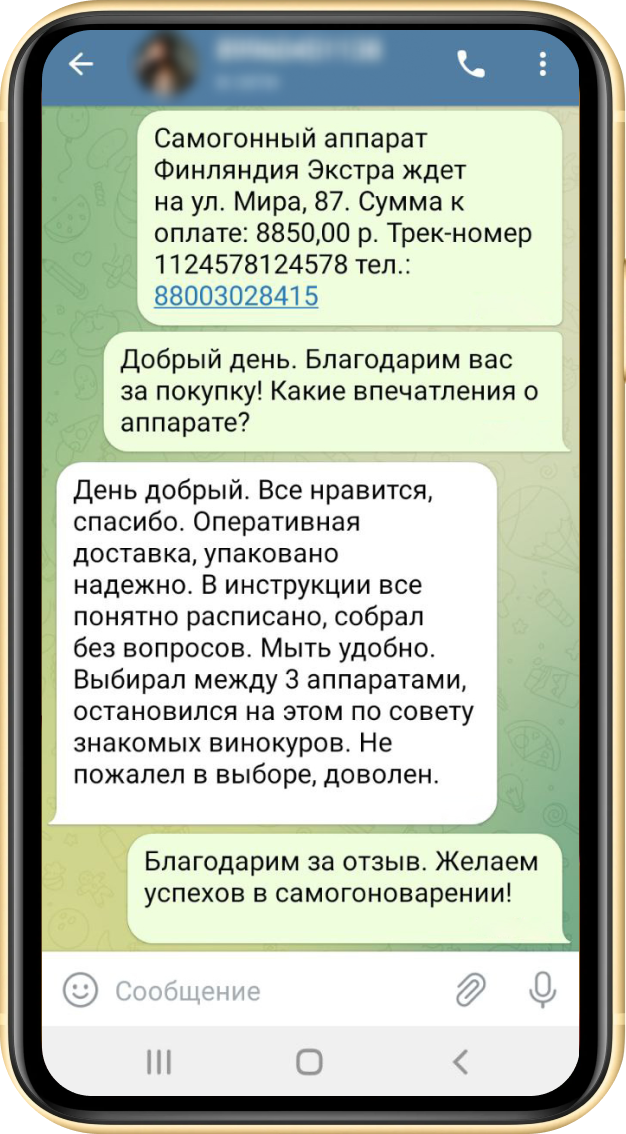 Самогонный аппарат
Финляндия Экстра ждет
на ул. Мира, 87. Сумма к
оплате: 8850,00 р. Трек-номер
1124578124578 тел.:
88003028415
Добрый день. Благодарим вас
за покупку! Какие впечатления о
аппарате?
День добрый. Все нравится,
спасибо. Оперативная
доставка, упаковано
надежно. В инструкции все
понятно расписано, собрал
без вопросов. Мыть удобно.
Выбирал между 3 аппаратами,
остановился на этом по совету
знакомых винокуров. Не
пожалел в выборе, доволен.
Благодарим за отзыв. Желаем
успехов в самогоноварении!
Сообщение